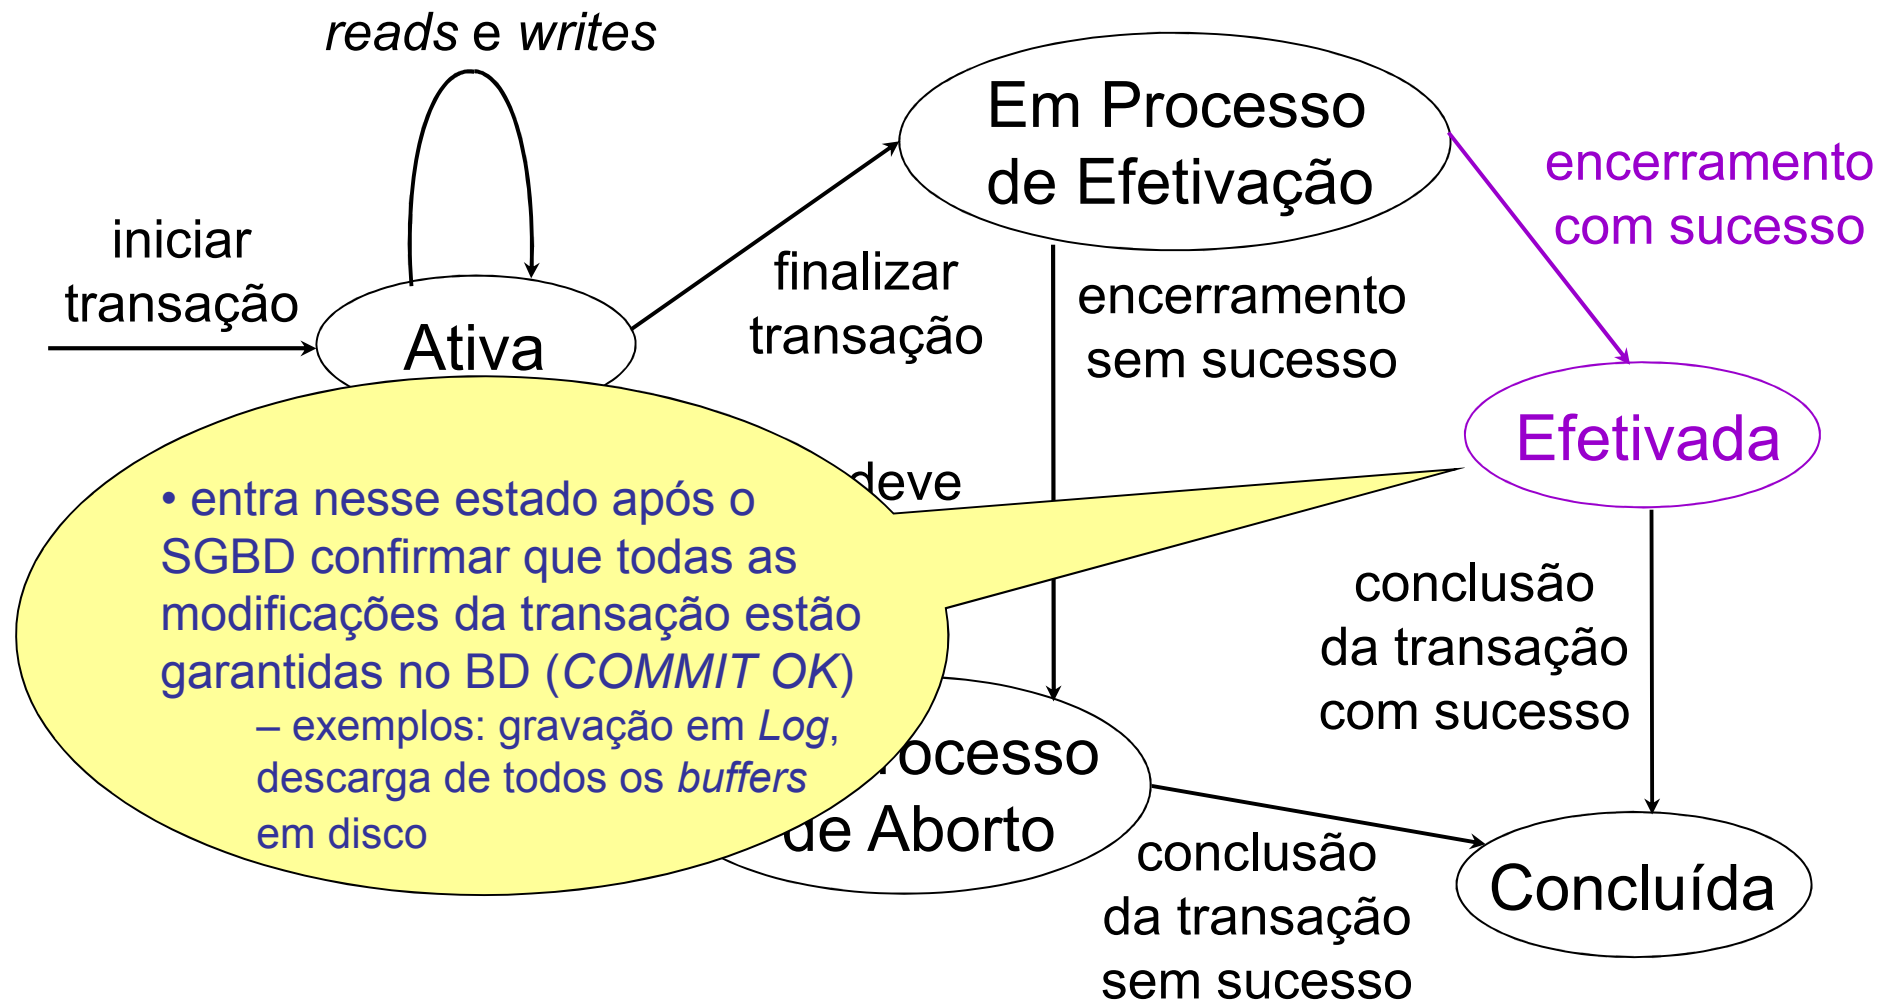 reads e writes
Em Processo
de Efetivação
encerramento
com sucesso
iniciar
transação
finalizar
transação
encerramento
sem sucesso
Ativa
Efetivada
deve
• entra nesse estado após o
SGBD confirmar que todas as
modificações da transação estão
garantidas no BD (COMMIT OK)
– exemplos: gravação em Log,
descarga de todos os buffers
em disco
conclusão
da transação
com sucesso
rocesso
de Aborto
conclusão
da transação
sem sucesso
Concluída